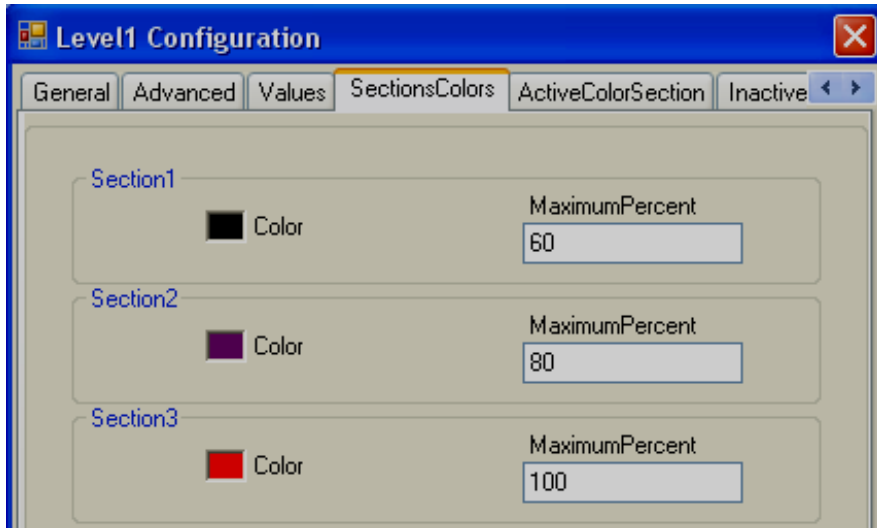 Level1 Configuration
General Advanced Values SectionsColors ActiveColorSection Inactive
Section1
MaximumPercent
Color 60
Section2
MaximumPercent
Color 80
Section3
MaximumPercent
Color 100